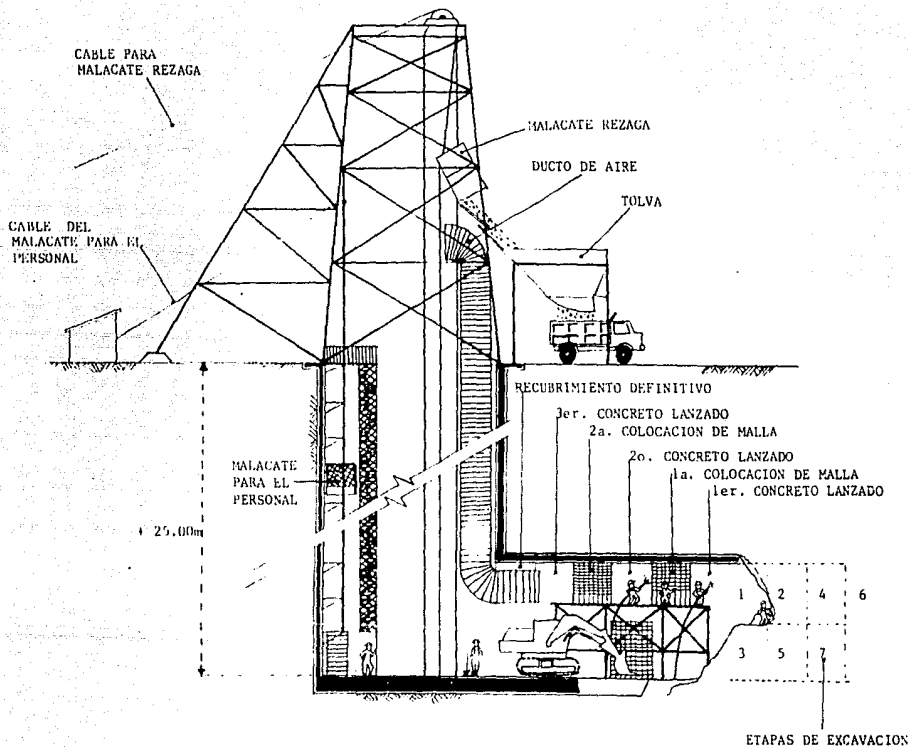 CABLE PARA
MALACATE REZAGA
MALACATE REZAGA
DUCTO DE AIRE
TOLVA
CABLE DEL
MALACATE PARA EL
PERSONAL
RECUBRIMIENTO DEFINITIVO
3er. CONCRETO LANZADO
2a. COLOCACION DE MALLA
2o. CONCRETO LANZADO
1a. COLOCACION DE MALLA
1er. CONCRETO LANZADO
MALACATE
PARA EL
PERSONAL
25.00m
1 2 4 6
3 5 7
ETAPAS DE EXCAVACION